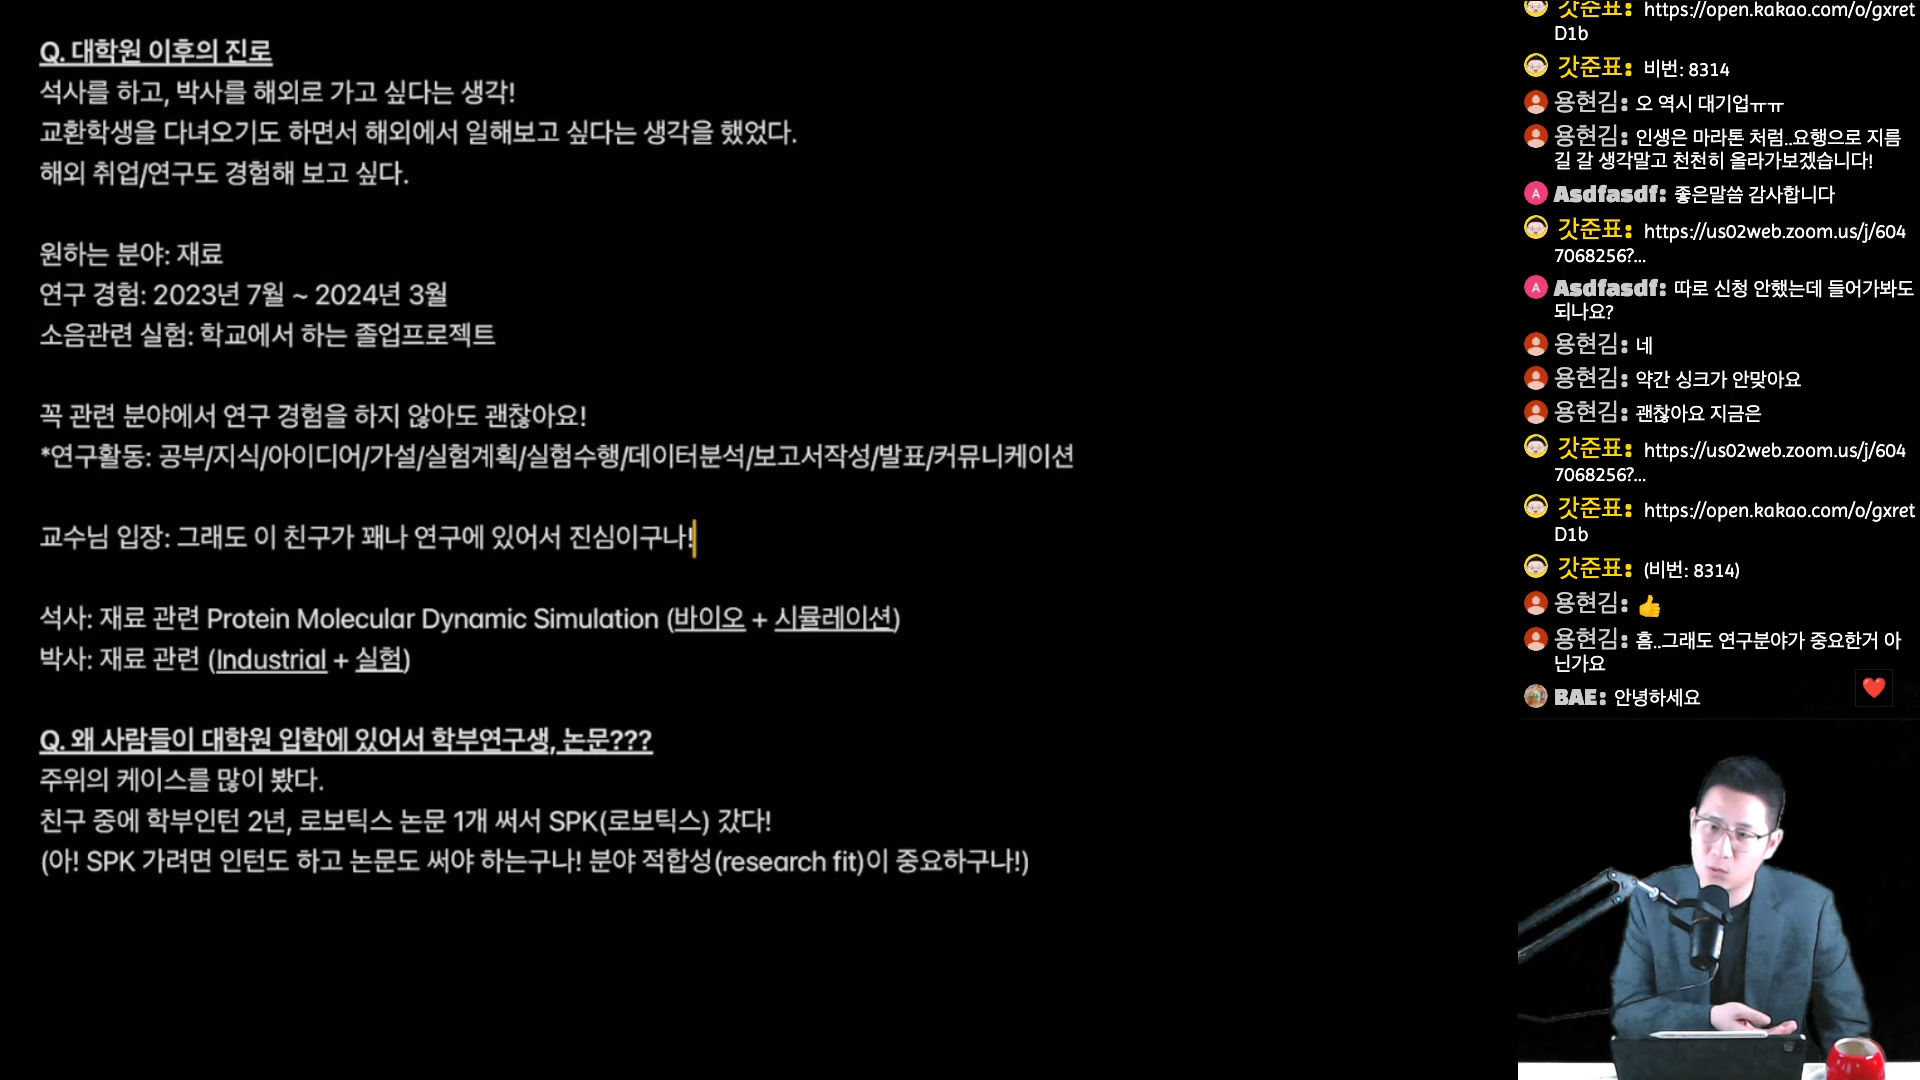 Q. 대학원 이후의 진로
석사를 하고, 박사를 해외로 가고 싶다는 생각!
교환학생을 다녀오기도 하면서 해외에서 일해보고 싶다는 생각을 했었다.
해외 취업/연구도 경험해 보고 싶다.
원하는 분야: 재료
연구 경험: 2023년 7월 ~ 2024년 3월
소음관련 실험: 학교에서 하는 졸업프로젝트
꼭 관련 분야에서 연구 경험을 하지 않아도 괜찮아요!
*연구활동: 공부/지식/아이디어/가설/실험계획/실험수행/데이터분석/보고서작성/발표/커뮤니케이션
교수님 입장: 그래도 이 친구가 꽤나 연구에 있어서 진심이구나!
석사: 재료 관련 Protein Molecular Dynamic Simulation (바이오 + 시뮬레이션)
박사: 재료 관련 (Industrial + 실험)
Q. 왜 사람들이 대학원 입학에 있어서 학부연구생, 논문???
주위의 케이스를 많이 봤다.
친구 중에 학부인턴 2년, 로보틱스 논문 1개 써서 SPK(로보틱스) 갔다!
(아! SPK 가려면 인턴도 하고 논문도 써야 하는구나! 분야 적합성(research fit)이 중요하구나!)
갓준표: https://open.kakao.com/o/gxret
D1b
갓준표: 비번: 8314
용현김: 오 역시 대기업ㅠㅠ
용현김: 인생은 마라톤 처럼..요행으로 지름
길 갈 생각말고 천천히 올라가보겠습니다!
A Asdfasdf: 좋은말씀 감사합니다
갓준표: https://us02web.zoom.us/j/604
7068256?...
A Asdfasdf: 따로 신청 안했는데 들어가봐도
되나요?
용현김: 네
용현김: 약간 싱크가 안맞아요
용현김: 괜찮아요 지금은
갓준표: https://us02web.zoom.us/j/604
7068256?...
갓준표: https://open.kakao.com/o/gxret
D1b
갓준표: (비번: 8314)
용현김: 👍
용현김: 흠..그래도 연구분야가 중요한거 아
닌가요
BAE: 안녕하세요